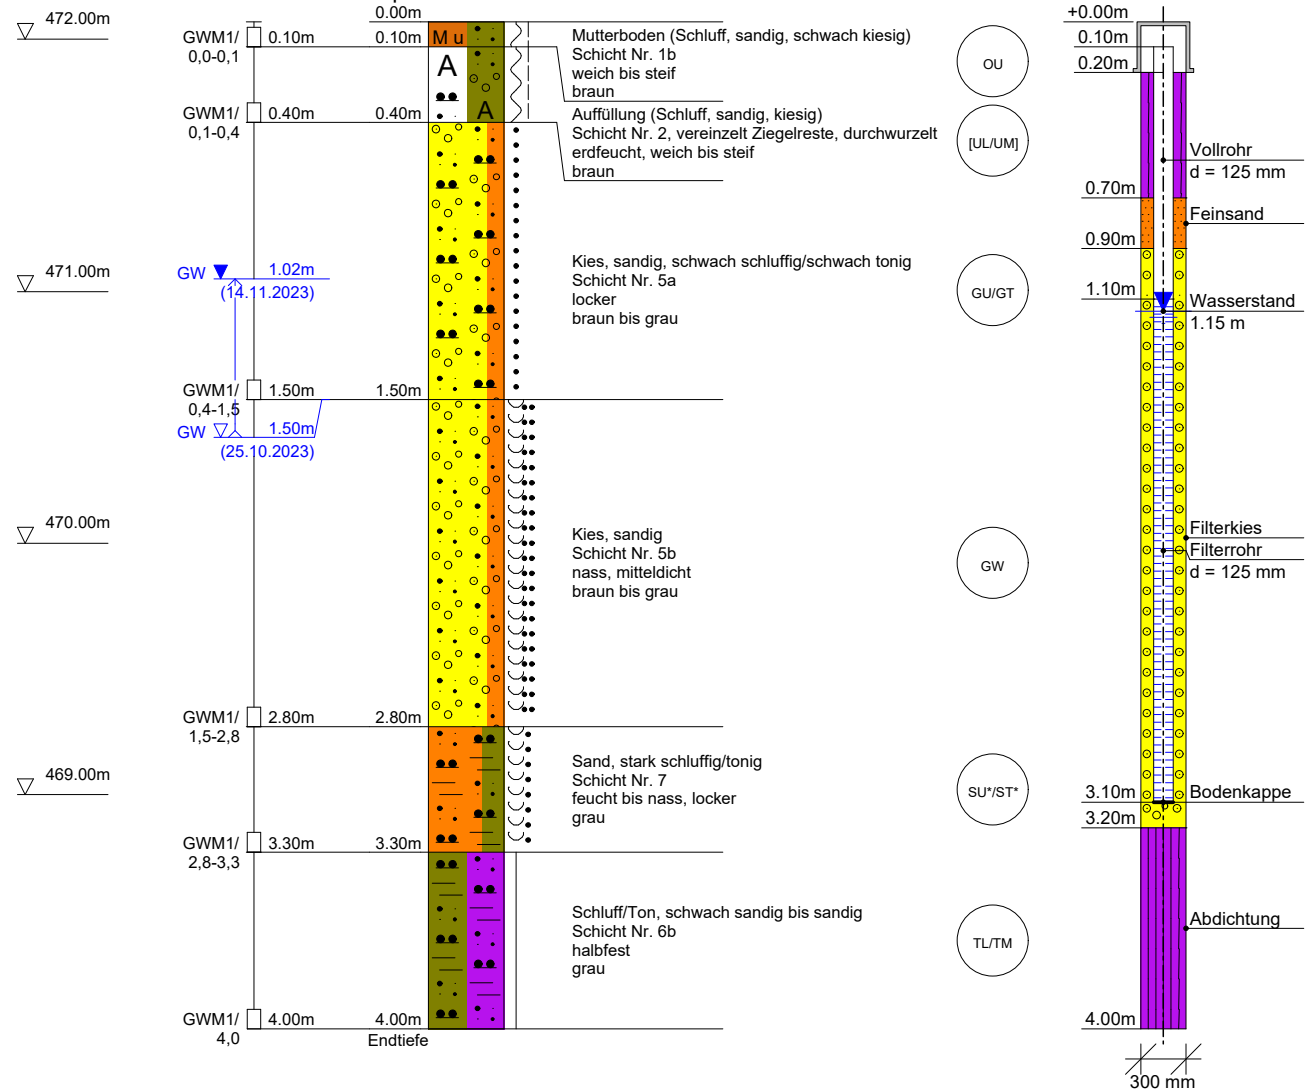 472.00m
471.00m
470.00m
469.00m
GWM1/
0,0-0,1
0.10m
GWM1/
0,1-0,4
0.40m
GW
1.02m
(14.11.2023)
GWM1/
0,4-1,5
1.50m
GW
1.50m
(25.10.2023)
GWM1/
1,5-2,8
2.80m
GWM1/
2,8-3,3
3.30m
GWM1/
4,0
4.00m
0.00m
0.10m
0.40m
1.50m
2.80m
3.30m
4.00m
Endtiefe
Mu
A
A
Mutterboden (Schluff, sandig, schwach kiesig)
Schicht Nr. 1b
weich bis steif
braun
Auffüllung (Schluff, sandig, kiesig)
Schicht Nr. 2, vereinzelt Ziegelreste, durchwurzelt
erdfeucht, weich bis steif
braun
Kies, sandig, schwach schluffig/schwach tonig
Schicht Nr. 5a
locker
braun bis grau
Kies, sandig
Schicht Nr. 5b
nass, mitteldicht
braun bis grau
Sand, stark schluffig/tonig
Schicht Nr. 7
feucht bis nass, locker
grau
Schluff/Ton, schwach sandig bis sandig
Schicht Nr. 6b
halbfest
grau
OU
[UL/UM]
GU/GT
GW
SU*/ST*
TL/TM
+0.00m
0.10m
0.20m
0.70m
0.90m
1.10m
3.10m
3.20m
4.00m
Vollrohr
d = 125 mm
Feinsand
Wasserstand
1.15 m
Filterkies
Filterrohr
d = 125 mm
Bodenkappe
Abdichtung
300 mm